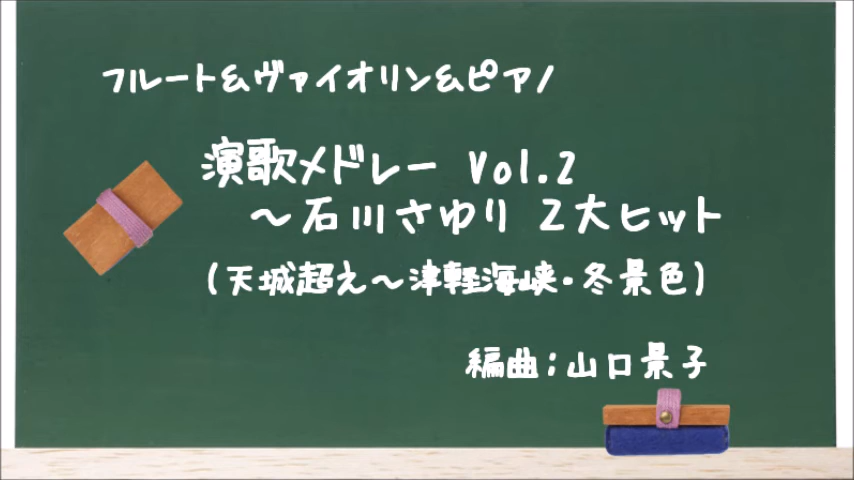 フルート&ヴァイオリン&ピアノ
演歌メドレー Vol.2
～石川さゆり 2大ヒット
(天城超え～津軽海峡・冬景色)
編曲:山口景子